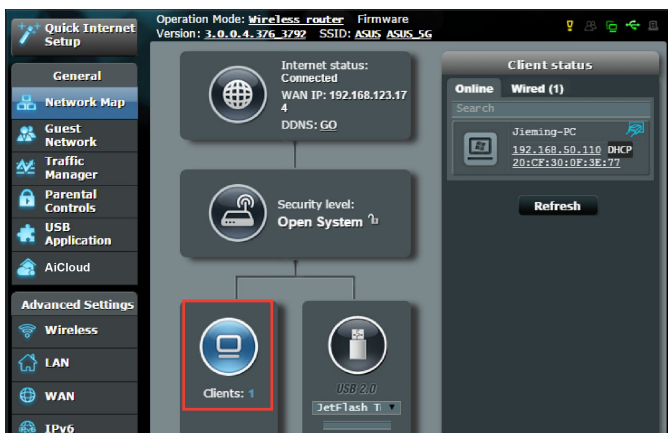 Quick Internet
Setup
Operation Mode: Wireless router Firmware
Version: 3.0.0.4.376_3792 SSID: ASUS ASUS_5G
General
Network Map
Guest
Network
Traffic
Manager
Parental
Controls
USB
Application
AiCloud
Advanced Settings
Wireless
LAN
WAN
IPv6
Internet status:
Connected
WAN IP: 192.168.123.17
4
DDNS: GO
Security level:
Open System
Clients: 1
USB 2.0
JetFlash T
Client status
Online Wired (1)
Search
Jieming-PC
192.168.50.110 DHCP
20:CF:30:0F:3E:77
Refresh